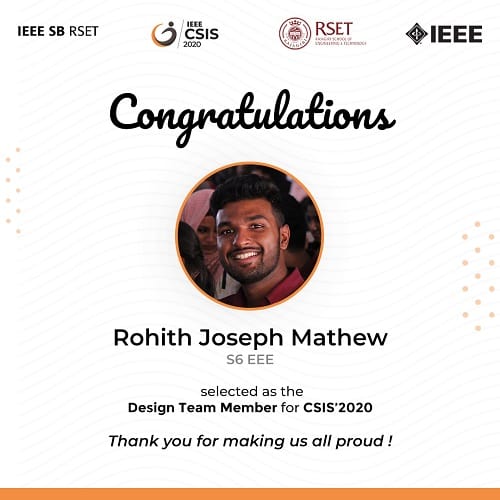 IEEE SB RSET
IEEE
CSIS
2020
RSET
RAJAGIRI SCHOOL OF
ENGINEERING & TECHNOLOGY
IEEE
Congratulations
Rohith Joseph Mathew
S6 EEE
selected as the
Design Team Member for CSIS'2020
Thank you for making us all proud !